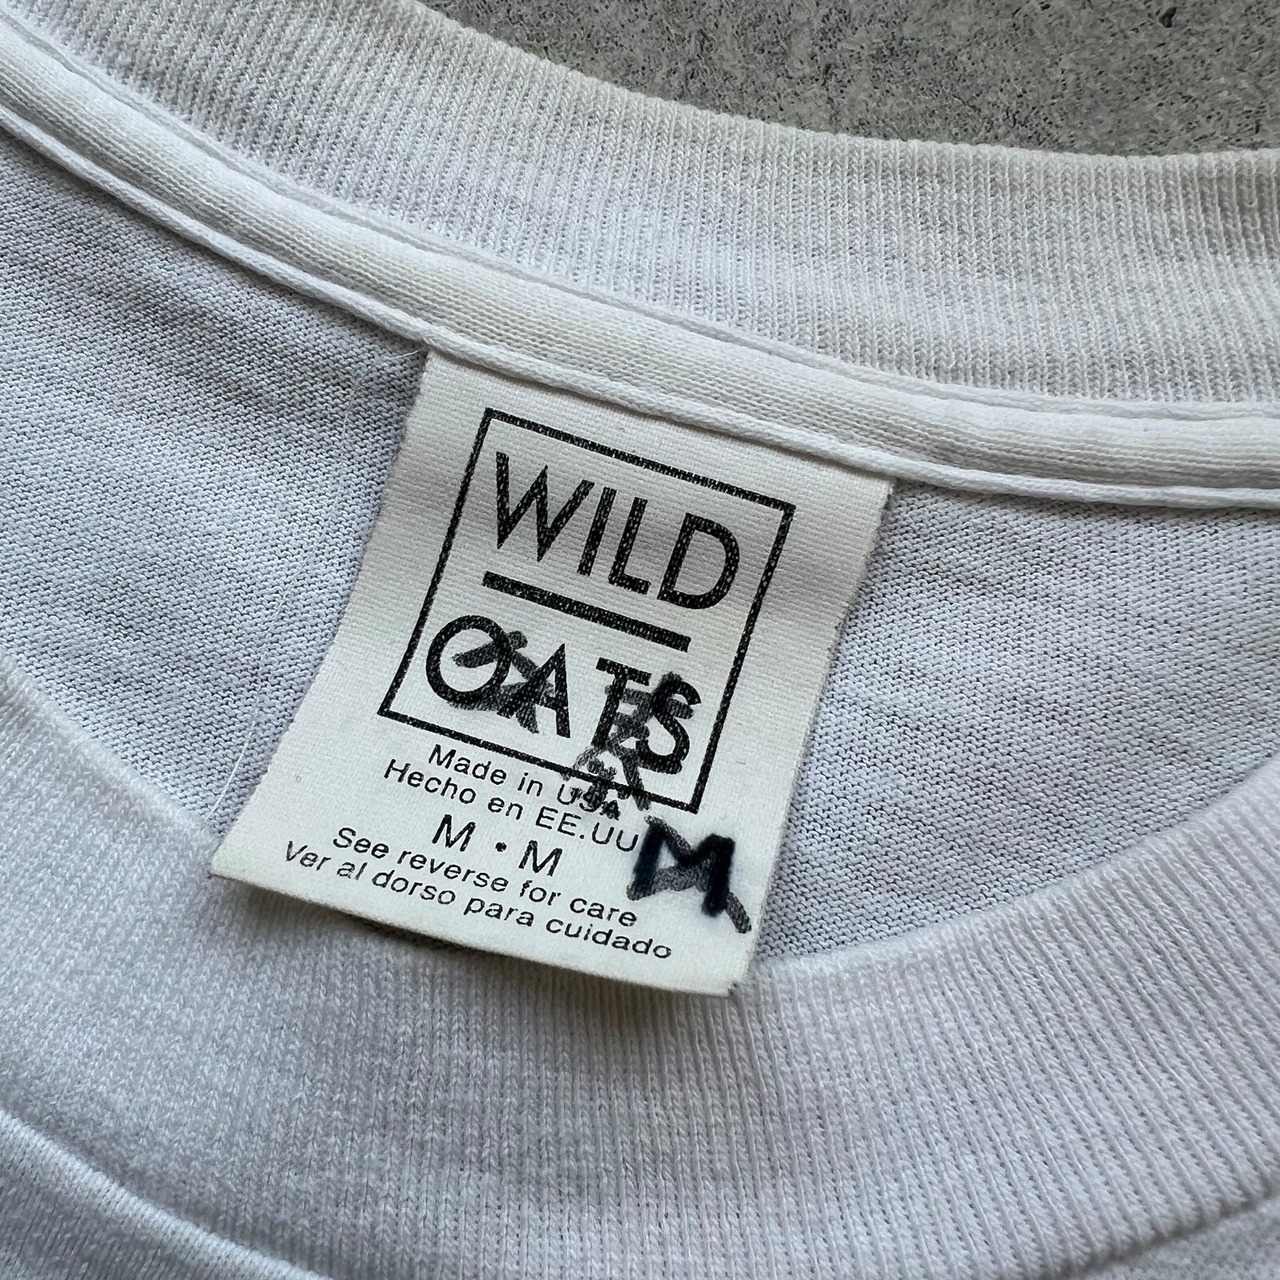 WILD
OATS
Made in USA
Hecho en EE.UU
M • M
M
See reverse for care
Ver al dorso para cuidado